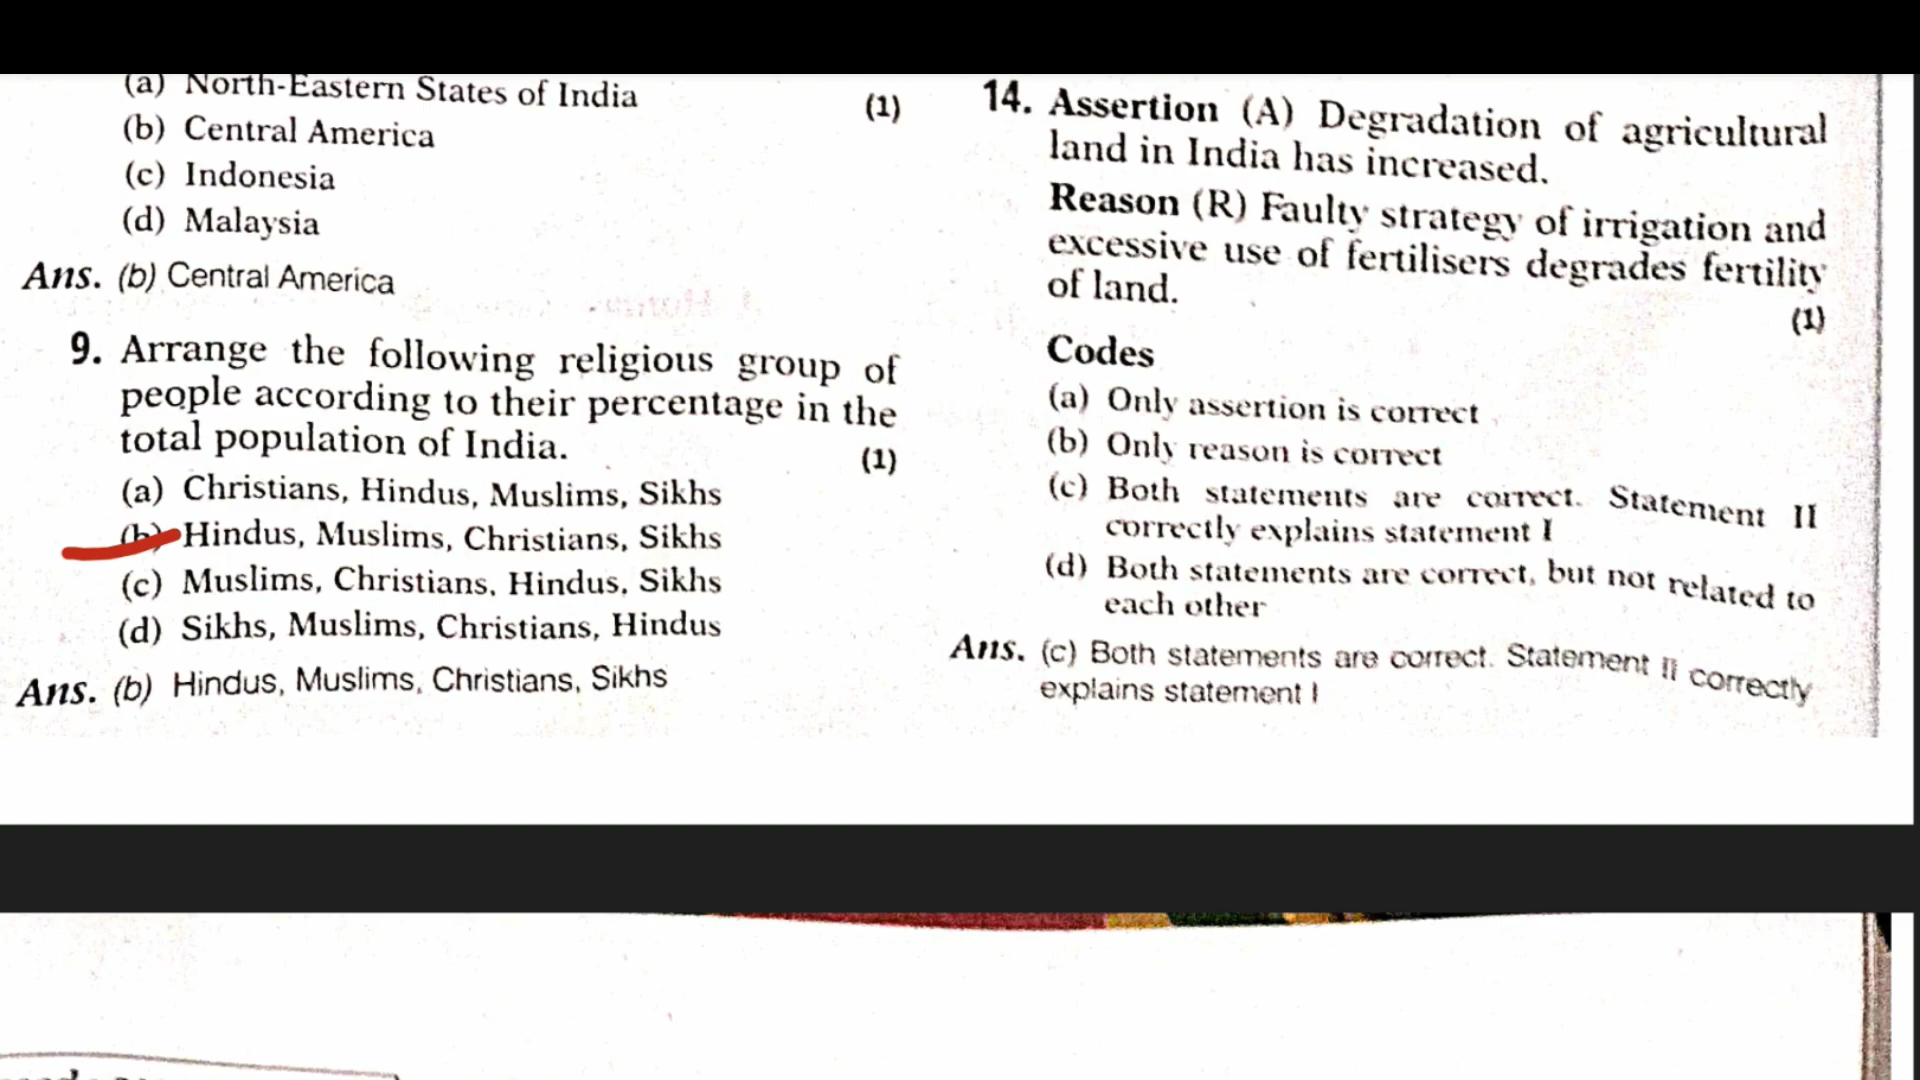 (a) North-Eastern States of India (1)
(b) Central America
(c) Indonesia
(d) Malaysia
Ans. (b) Central America
9. Arrange the following religious group of
people according to their percentage in the
total population of India. (1)
(a) Christians, Hindus, Muslims, Sikhs
(b) Hindus, Muslims, Christians, Sikhs
(c) Muslims, Christians, Hindus, Sikhs
(d) Sikhs, Muslims, Christians, Hindus
Ans. (b) Hindus, Muslims, Christians, Sikhs
14. Assertion (A) Degradation of agricultural
land in India has increased.
Reason (R) Faulty strategy of irrigation and
excessive use of fertilisers degrades fertility
of land. (1)
Codes
(a) Only assertion is correct
(b) Only reason is correct
(c) Both statements are correct. Statement II
correctly explains statement I
(d) Both statements are correct, but not related to
each other
Ans. (c) Both statements are correct. Statement II correctly
explains statement I